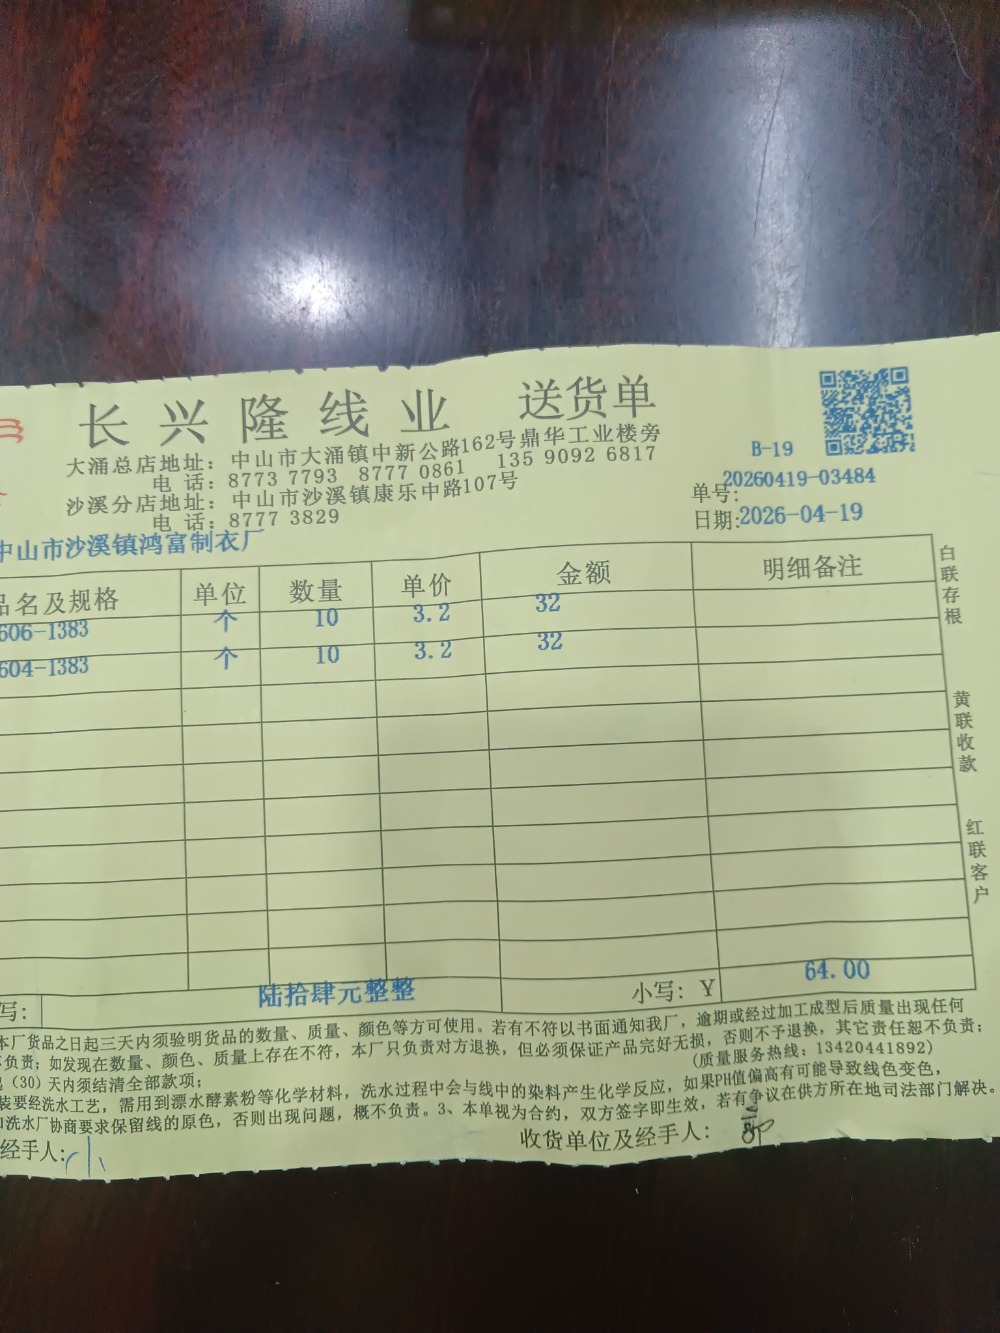 长兴隆线业 送货单
大涌总店地址：中山市大涌镇中新公路162号鼎华工业楼旁
电 话：8773 7793 8777 0861 135 9092 6817
沙溪分店地址：中山市沙溪镇康乐中路107号
电 话：8777 3829
B-19
单号:20260419-03484
日期:2026-04-19
中山市沙溪镇鸿富制衣厂
品名及规格 单位 数量 单价 金额 明细备注
606-1383 个 10 3.2 32
604-1383 个 10 3.2 32
写： 陆拾肆元整整 小写：Y 64.00
白联存根
黄联收款
红联客户
本厂货品之日起三天内须验明货品的数量、质量、颜色等方可使用。若有不符以书面通知我厂，逾期或经过加工成型后质量出现任何
不负责；如发现在数量、颜色、质量上存在不符，本厂只负责对方退换，但必须保证产品完好无损，否则不予退换，其它责任恕不负责；
（30）天内须结清全部款项； （质量服务热线：13420441892）
装要经洗水工艺，需用到漂水酵素粉等化学材料，洗水过程中会与线中的染料产生化学反应，如果PH值偏高有可能导致线色变色，
和洗水厂协商要求保留线的原色，否则出现问题，概不负责。3、本单视为合约，双方签字即生效，若有争议在供方所在地司法部门解决。
经手人： 收货单位及经手人：